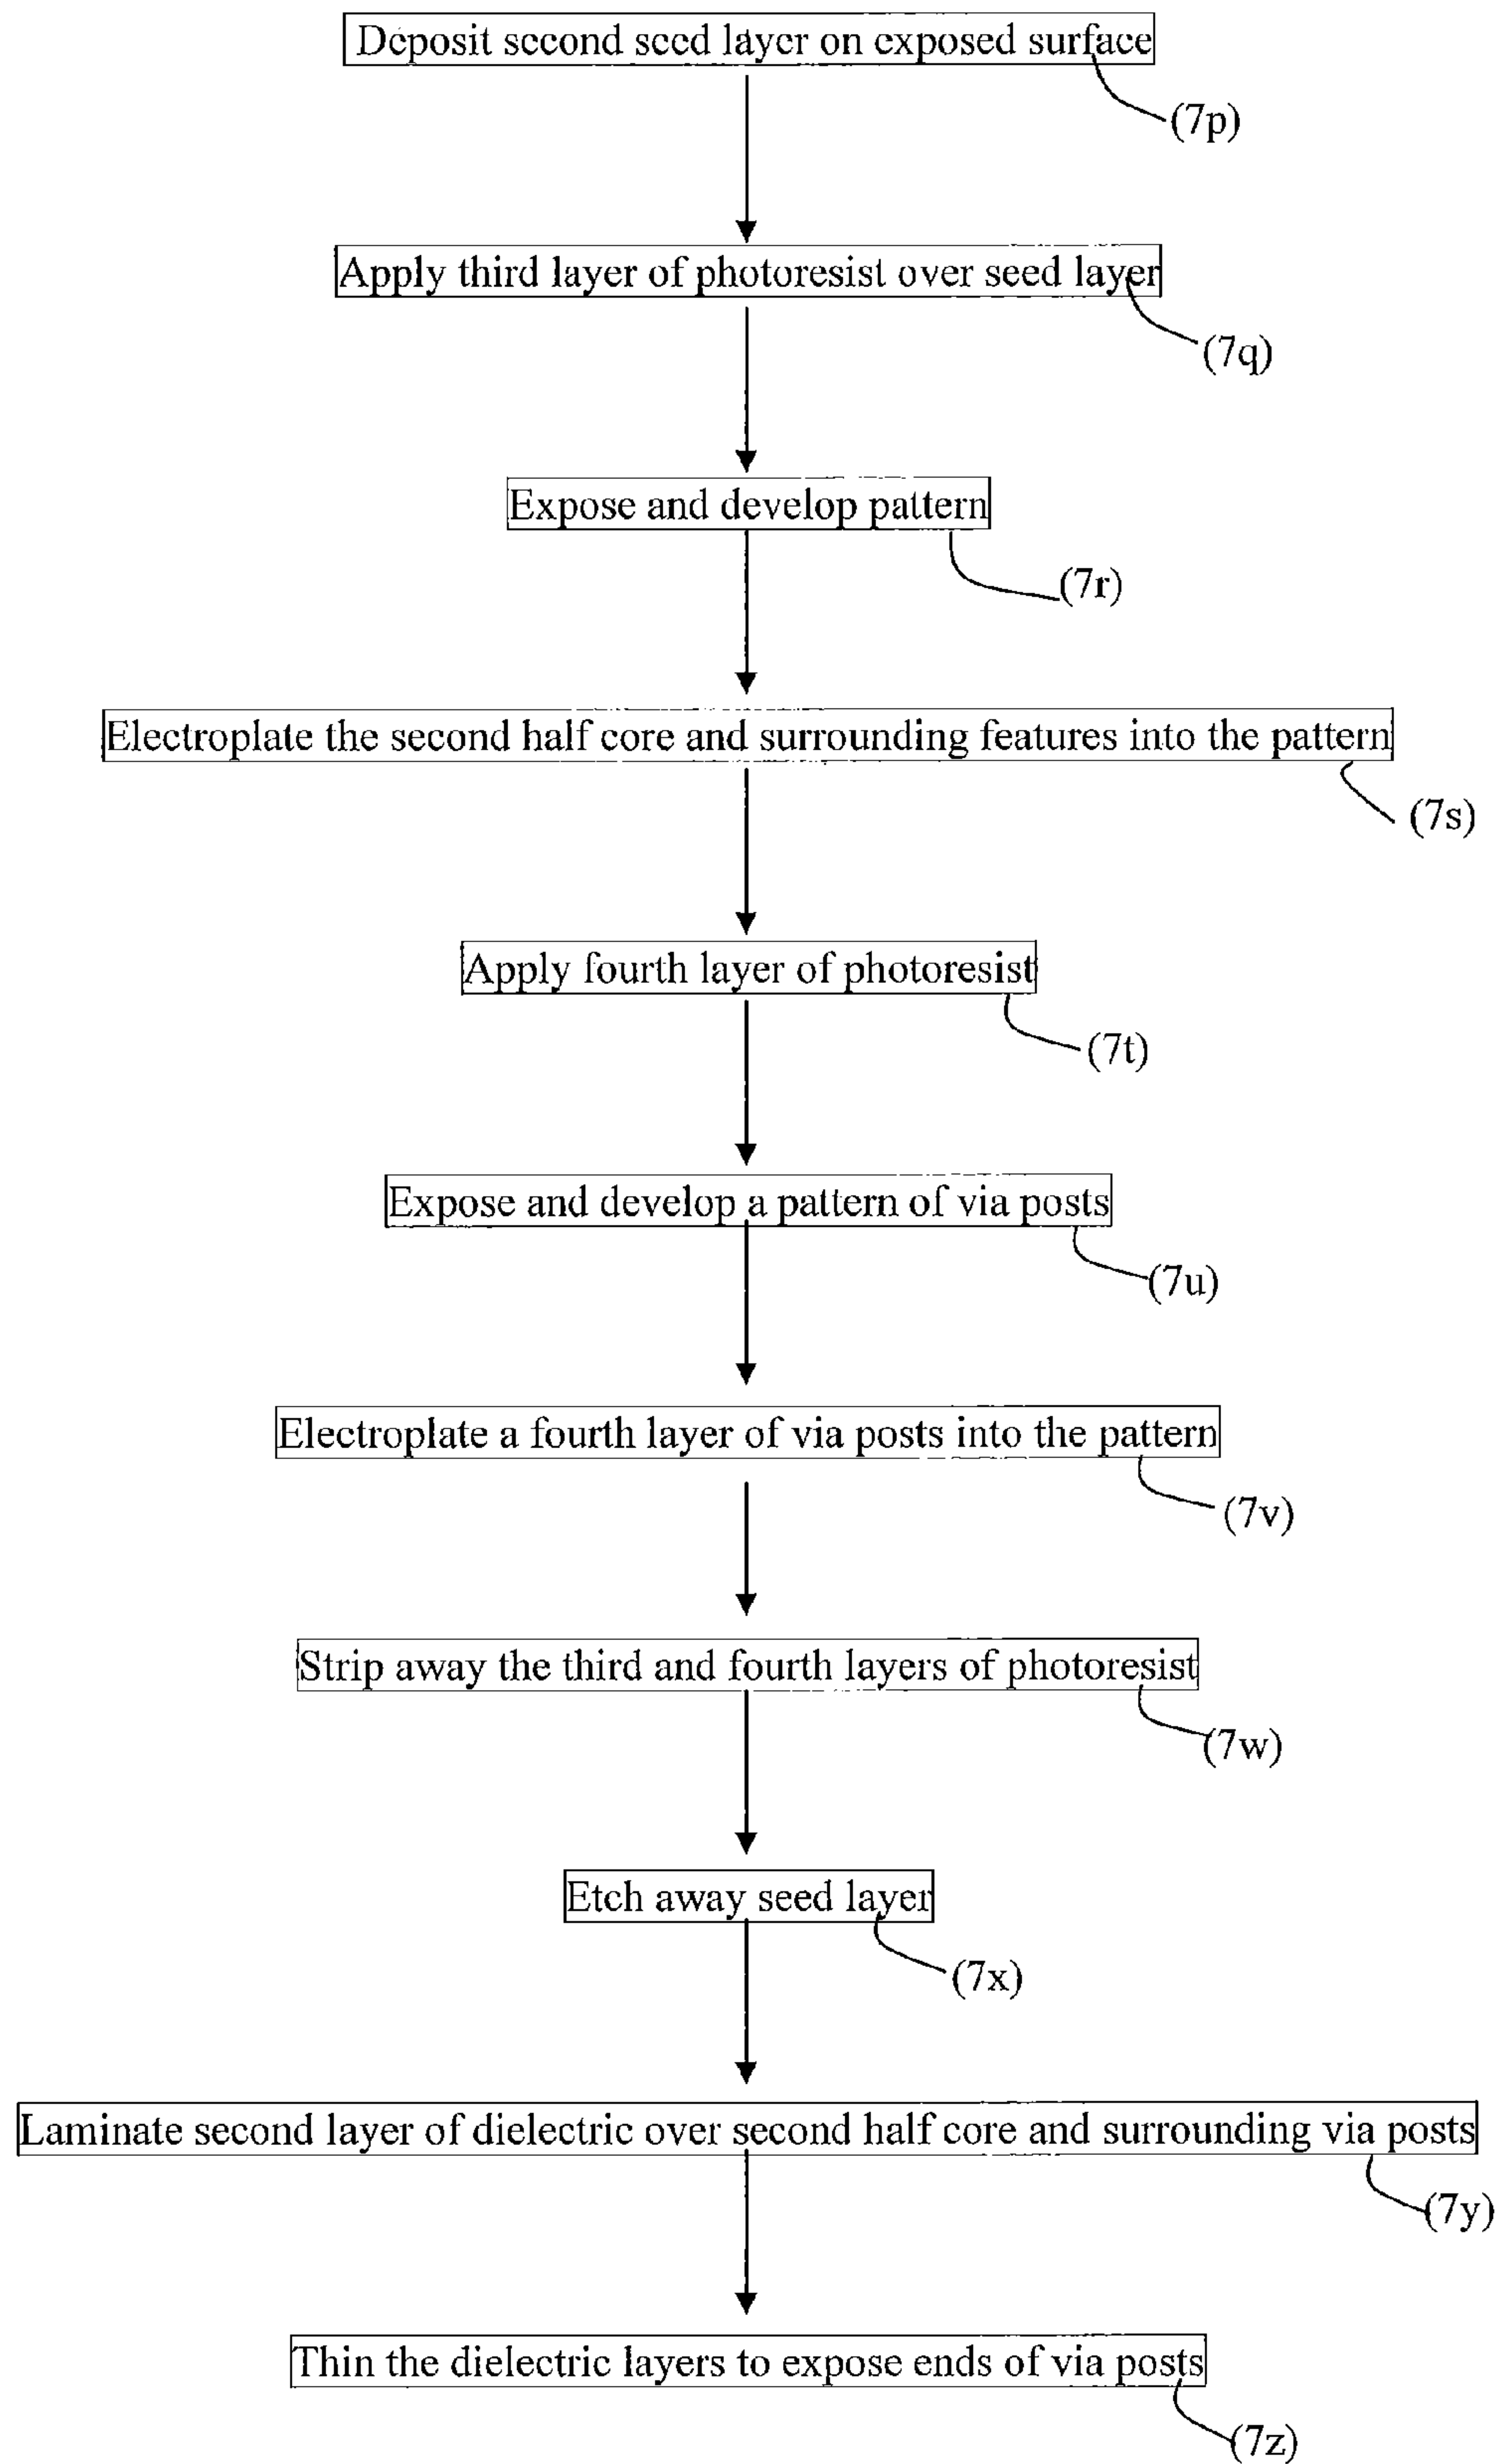 Deposit second seed layer on exposed surface
(7p)
Apply third layer of photoresist over seed layer
(7q)
Expose and develop pattern
(7r)
Electroplate the second half core and surrounding features into the pattern
(7s)
Apply fourth layer of photoresist
(7t)
Expose and develop a pattern of via posts
(7u)
Electroplate a fourth layer of via posts into the pattern
(7v)
Strip away the third and fourth layers of photoresist
(7w)
Etch away seed layer
(7x)
Laminate second layer of dielectric over second half core and surrounding via posts
(7y)
Thin the dielectric layers to expose ends of via posts
(7z)